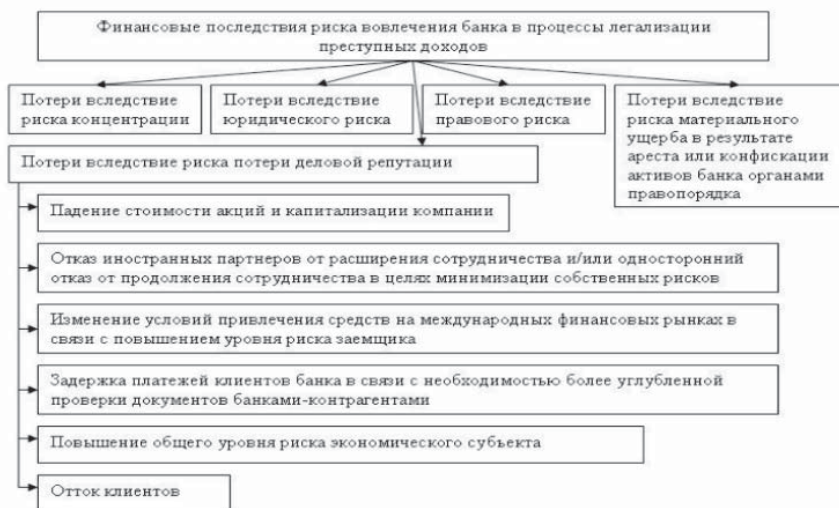 Финансовые последствия риска вовлечения банка в процессы легализации
преступных доходов
Потери вследствие
риска концентрации
Потери вследствие
юридического риска
Потери вследствие
правового риска
Потери вследствие
риска материального
ущерба в результате
ареста или конфискации
активов банка органами
правопорядка
Потери вследствие риска потери деловой репутации
Падение стоимости акций и капитализации компании
Отказ иностранных партнеров от расширения сотрудничества и/или односторонний
отказ от продолжения сотрудничества в целях минимизации собственных рисков
Изменение условий привлечения средств на международных финансовых рынках в
связи с повышением уровня риска заемщика
Задержка платежей клиентов банка в связи с необходимостью более углубленной
проверки документов банками-контрагентами
Повышение общего уровня риска экономического субъекта
Отток клиентов